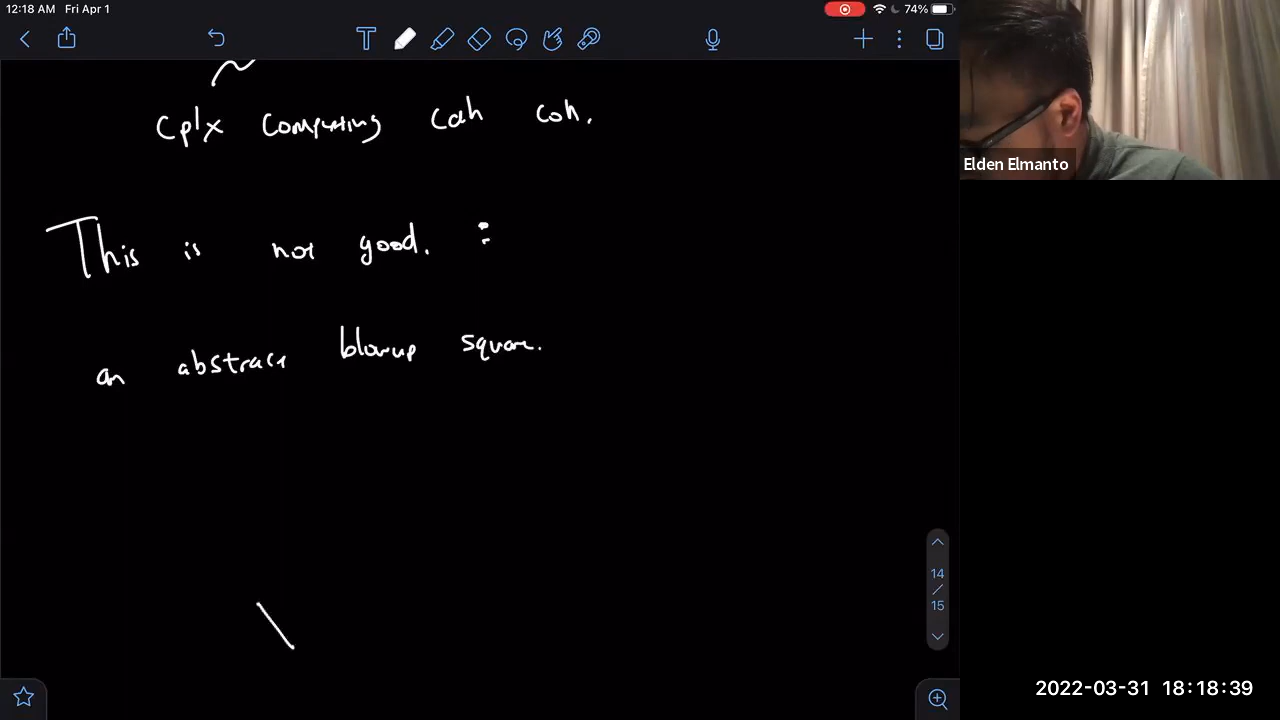 12:18 AM Fri Apr 1
74%
Cplx Computing cah coh.
This is not good. :
an abstract blowup square.
14
15
Elden Elmanto
2022-03-31 18:18:39